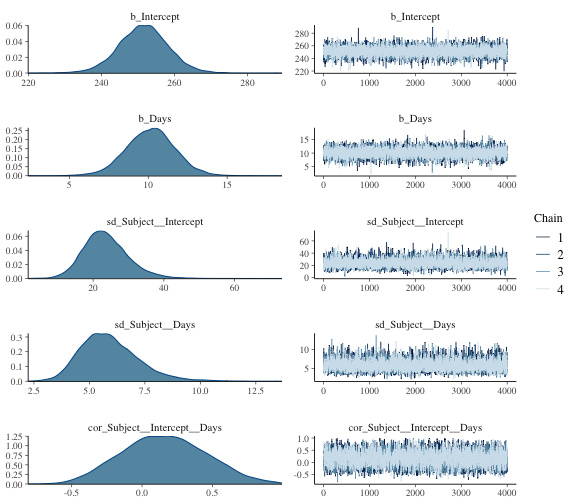 b_Intercept
0.06
0.04
0.02
0.00
220 240 260 280
b_Intercept
280
260
240
220
0 1000 2000 3000 4000
b_Days
0.25
0.20
0.15
0.10
0.05
0.00
5 10 15
b_Days
15
10
5
0 1000 2000 3000 4000
sd_Subject__Intercept
0.06
0.04
0.02
0.00
20 40 60
sd_Subject__Intercept
60
40
20
0
0 1000 2000 3000 4000
Chain
1
2
3
4
sd_Subject__Days
0.3
0.2
0.1
0.0
2.5 5.0 7.5 10.0 12.5
sd_Subject__Days
10
5
0 1000 2000 3000 4000
cor_Subject__Intercept__Days
1.25
1.00
0.75
0.50
0.25
0.00
-0.5 0.0 0.5
cor_Subject__Intercept__Days
1.0
0.5
0.0
-0.5
0 1000 2000 3000 4000